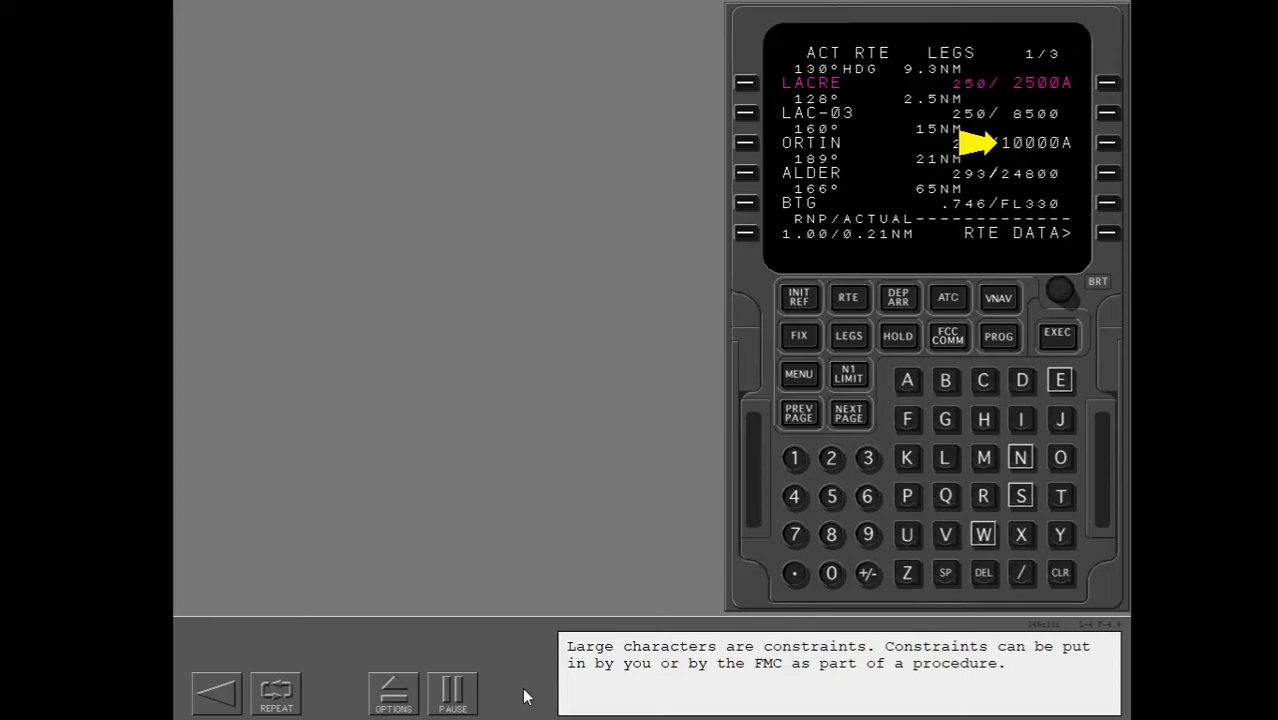 ACT RTE LEGS 1/3
130°HDG 9.3NM
LACRE 250/ 2500A
128° 2.5NM
LAC-03 250/ 8500
160° 15NM
ORTIN 2 /10000A
189° 21NM
ALDER 293/24800
166° 65NM
BTG .746/FL330
RNP/ACTUAL-------------
1.00/0.21NM RTE DATA>
BRT
INIT REF RTE DEP ARR ATC VNAV
FIX LEGS HOLD FCC COMM PROG EXEC
MENU N1 LIMIT
PREV PAGE NEXT PAGE
A B C D E
F G H I J
1 2 3 K L M N O
4 5 6 P Q R S T
7 8 9 U V W X Y
. 0 +/- Z SP DEL / CLR
Large characters are constraints. Constraints can be put
in by you or by the FMC as part of a procedure.
REPEAT OPTIONS PAUSE